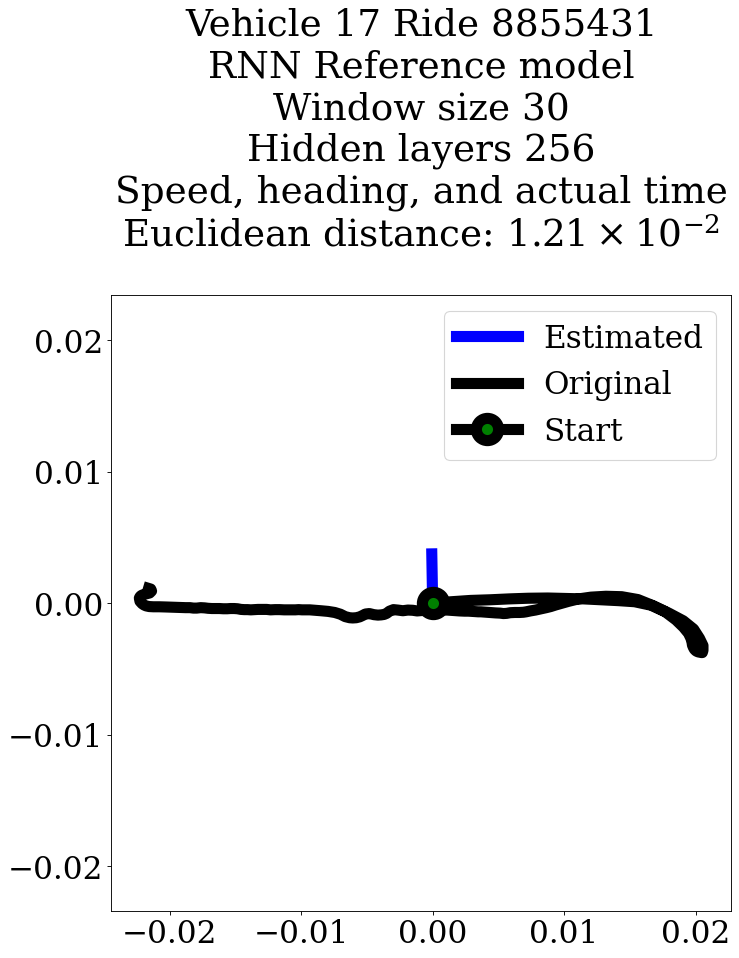 Vehicle 17 Ride 8855431
RNN Reference model
Window size 30
Hidden layers 256
Speed, heading, and actual time
Euclidean distance: 1.21 × 10⁻²
Estimated
Original
Start
0.02
0.01
0.00
−0.01
−0.02
−0.02 −0.01 0.00 0.01 0.02